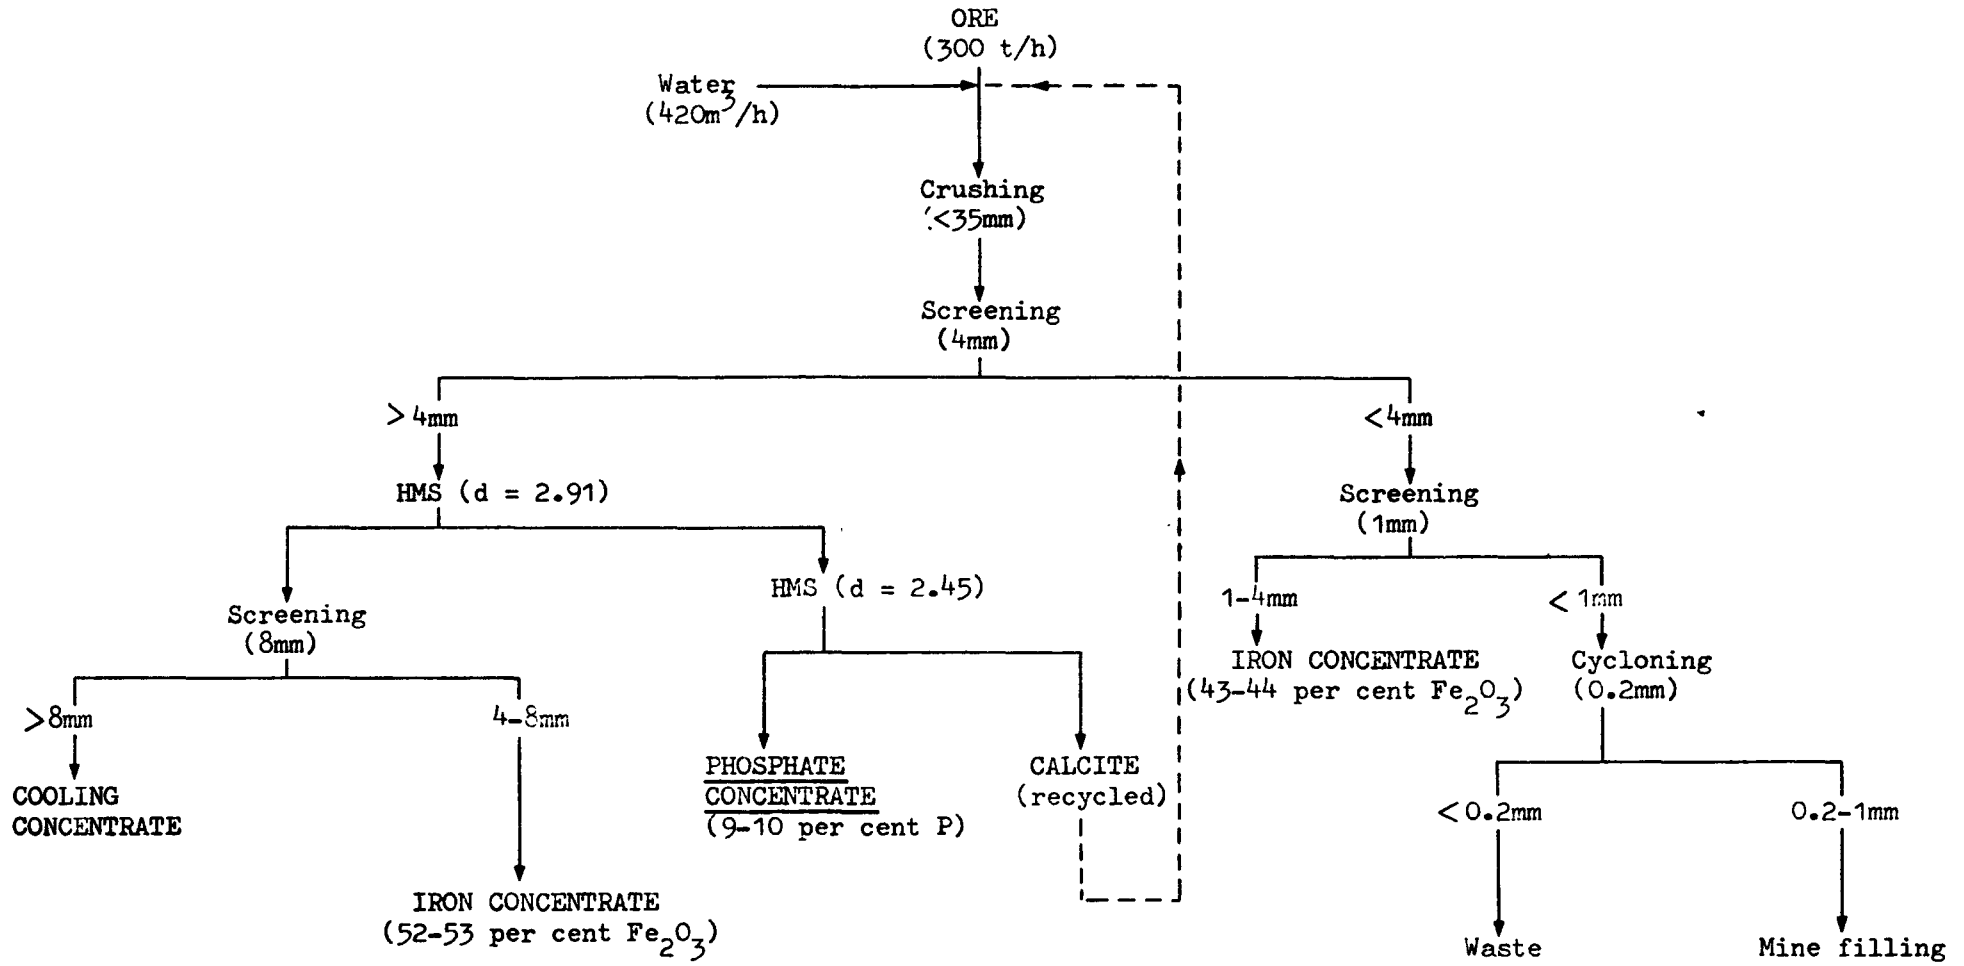 ORE
(300 t/h)
Water
(420m³/h)
Crushing
(<35mm)
Screening
(4mm)
>4mm
<4mm
HMS (d = 2.91)
Screening
(1mm)
HMS (d = 2.45)
1-4mm
<1mm
Screening
(8mm)
IRON CONCENTRATE
(43-44 per cent Fe₂O₃)
Cycloning
(0.2mm)
>8mm
4-8mm
PHOSPHATE
CONCENTRATE
(9-10 per cent P)
CALCITE
(recycled)
COOLING
CONCENTRATE
<0.2mm
0.2-1mm
IRON CONCENTRATE
(52-53 per cent Fe₂O₃)
Waste
Mine filling